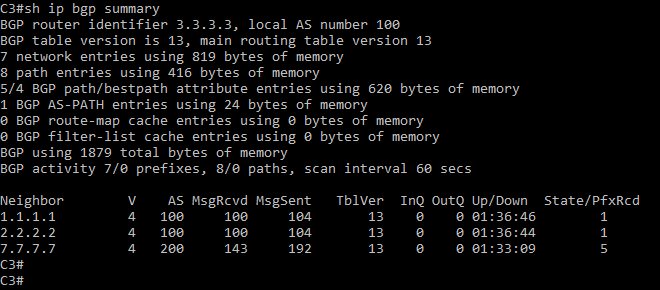 C3#sh ip bgp summary
BGP router identifier 3.3.3.3, local AS number 100
BGP table version is 13, main routing table version 13
7 network entries using 819 bytes of memory
8 path entries using 416 bytes of memory
5/4 BGP path/bestpath attribute entries using 620 bytes of memory
1 BGP AS-PATH entries using 24 bytes of memory
0 BGP route-map cache entries using 0 bytes of memory
0 BGP filter-list cache entries using 0 bytes of memory
BGP using 1879 total bytes of memory
BGP activity 7/0 prefixes, 8/0 paths, scan interval 60 secs

Neighbor        V    AS MsgRcvd MsgSent   TblVer  InQ OutQ Up/Down  State/PfxRcd
1.1.1.1         4   100     100     104       13    0    0 01:36:46        1
2.2.2.2         4   100     100     104       13    0    0 01:36:44        1
7.7.7.7         4   200     143     192       13    0    0 01:33:09        5
C3#
C3#